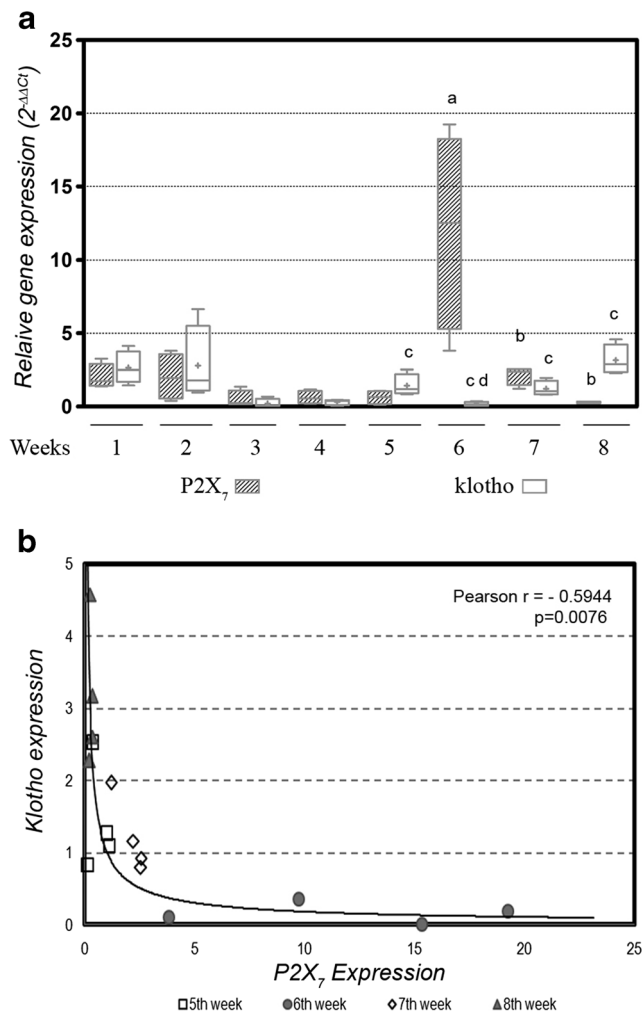 a
Relaive gene expression (2-ΔΔCt)
25
20
15
10
5
0
a
b
c
c
c d
c
b
Weeks 1 2 3 4 5 6 7 8
P2X7 klotho
b
Klotho expression
5
4
3
2
1
0
Pearson r = - 0.5944
p=0.0076
0 5 10 15 20 25
P2X7 Expression
5th week 6th week 7th week 8th week